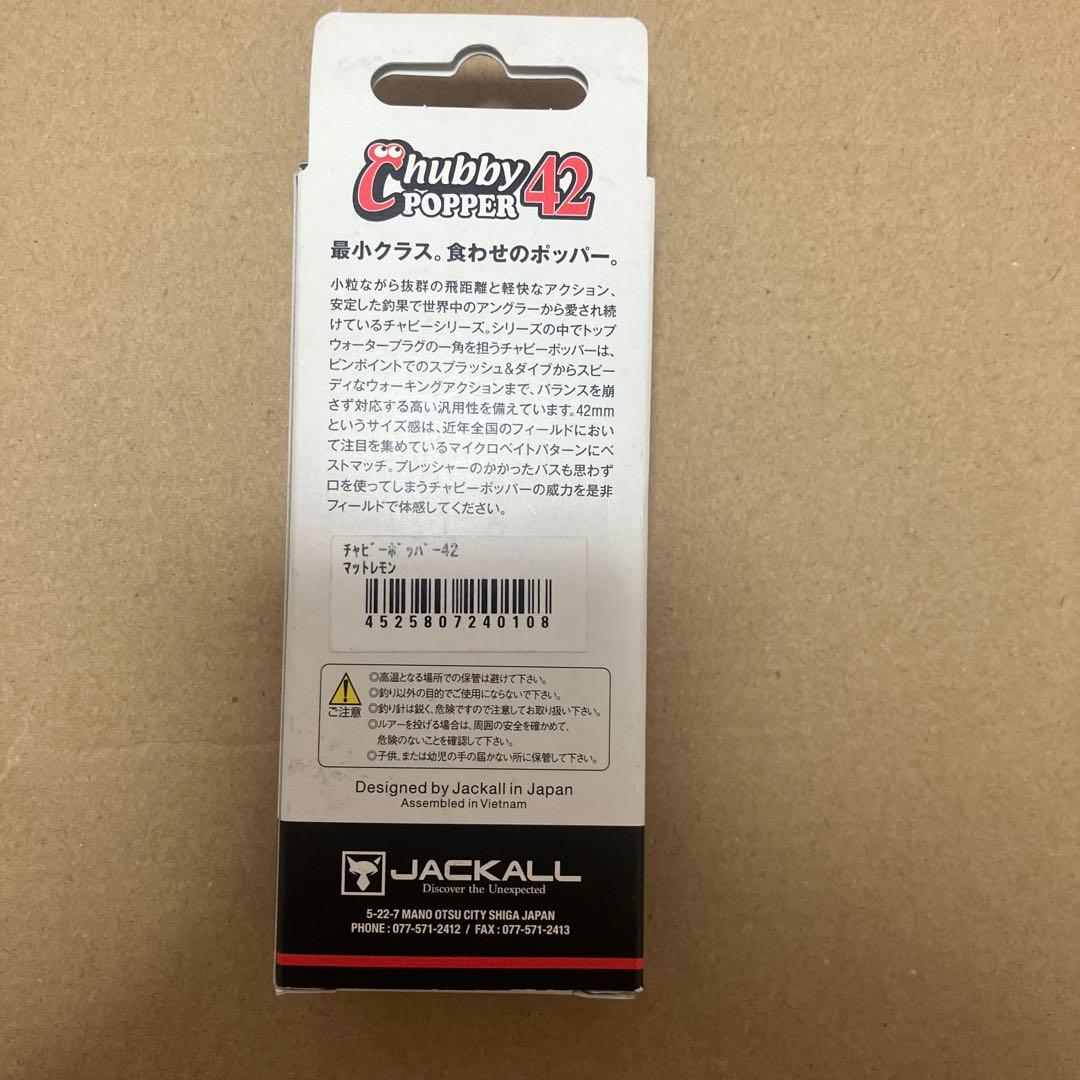 Chubby
POPPER 42
最小クラス。食わせのポッパー。
小粒ながら抜群の飛距離と軽快なアクション、
安定した釣果で世界中のアングラーから愛され続
けているチャビーシリーズ。シリーズの中でトップ
ウォータープラグの一角を担うチャビーポッパーは、
ピンポイントでのスプラッシュ&ダイブからスピー
ディなウォーキングアクションまで、バランスを崩
さず対応する高い汎用性を備えています。42mm
というサイズ感は、近年全国のフィールドにおい
て注目を集めているマイクロベイトパターンにベ
ストマッチ。プレッシャーのかかったバスも思わず
口を使ってしまうチャビーポッパーの威力を是非
フィールドで体感してください。
ﾁｬﾋﾞｰﾎﾟｯﾊﾟｰ42
ﾏｯﾄﾚﾓﾝ
4525807240108
ご注意
◎高温となる場所での保管は避けて下さい。
◎釣り以外の目的でご使用にならないで下さい。
◎釣り針は鋭く、危険ですので注意してお取り扱い下さい。
◎ルアーを投げる場合は、周囲の安全を確かめて、
危険のないことを確認して下さい。
◎子供、または幼児の手の届かない所に保管して下さい。
Designed by Jackall in Japan
Assembled in Vietnam
JACKALL
Discover the Unexpected
5-22-7 MANO OTSU CITY SHIGA JAPAN
PHONE : 077-571-2412 / FAX : 077-571-2413